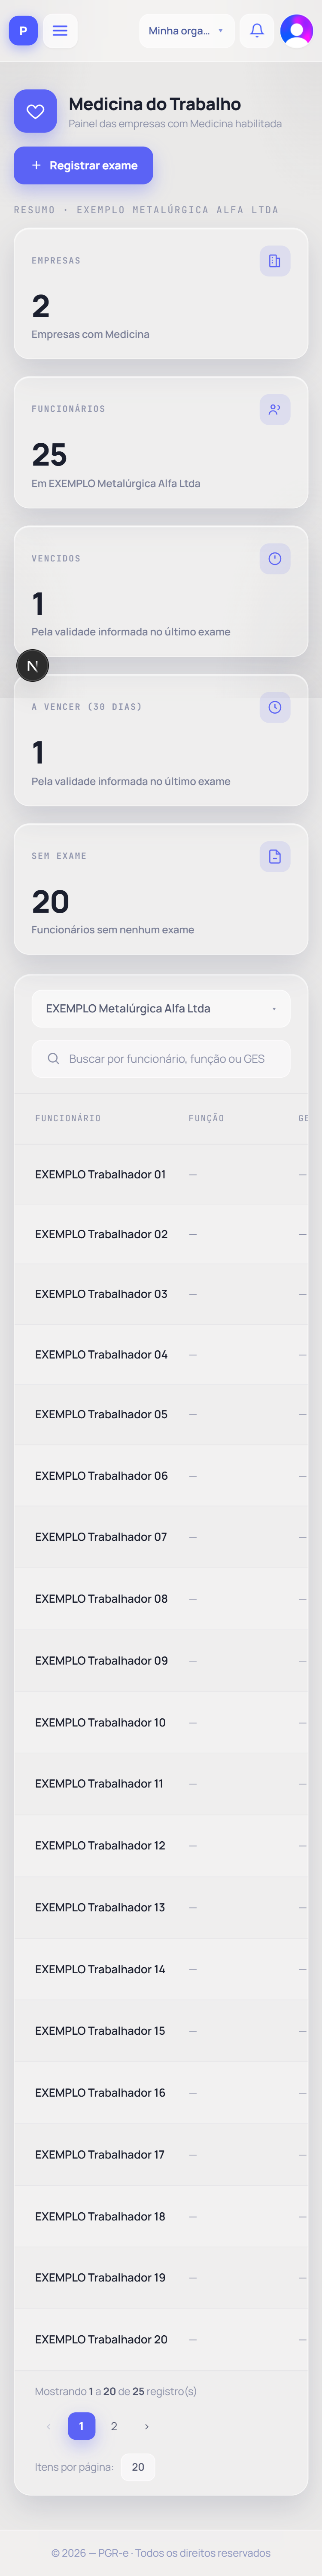 P
Minha orga...
Medicina do Trabalho
Painel das empresas com Medicina habilitada
+ Registrar exame
RESUMO · EXEMPLO METALÚRGICA ALFA LTDA
EMPRESAS
2
Empresas com Medicina
FUNCIONÁRIOS
25
Em EXEMPLO Metalúrgica Alfa Ltda
VENCIDOS
1
Pela validade informada no último exame
N
A VENCER (30 DIAS)
1
Pela validade informada no último exame
SEM EXAME
20
Funcionários sem nenhum exame
EXEMPLO Metalúrgica Alfa Ltda
Buscar por funcionário, função ou GES
FUNCIONÁRIO FUNÇÃO GE
EXEMPLO Trabalhador 01 — —
EXEMPLO Trabalhador 02 — —
EXEMPLO Trabalhador 03 — —
EXEMPLO Trabalhador 04 — —
EXEMPLO Trabalhador 05 — —
EXEMPLO Trabalhador 06 — —
EXEMPLO Trabalhador 07 — —
EXEMPLO Trabalhador 08 — —
EXEMPLO Trabalhador 09 — —
EXEMPLO Trabalhador 10 — —
EXEMPLO Trabalhador 11 — —
EXEMPLO Trabalhador 12 — —
EXEMPLO Trabalhador 13 — —
EXEMPLO Trabalhador 14 — —
EXEMPLO Trabalhador 15 — —
EXEMPLO Trabalhador 16 — —
EXEMPLO Trabalhador 17 — —
EXEMPLO Trabalhador 18 — —
EXEMPLO Trabalhador 19 — —
EXEMPLO Trabalhador 20 — —
Mostrando 1 a 20 de 25 registro(s)
‹ 1 2 ›
Itens por página: 20
© 2026 — PGR-e · Todos os direitos reservados